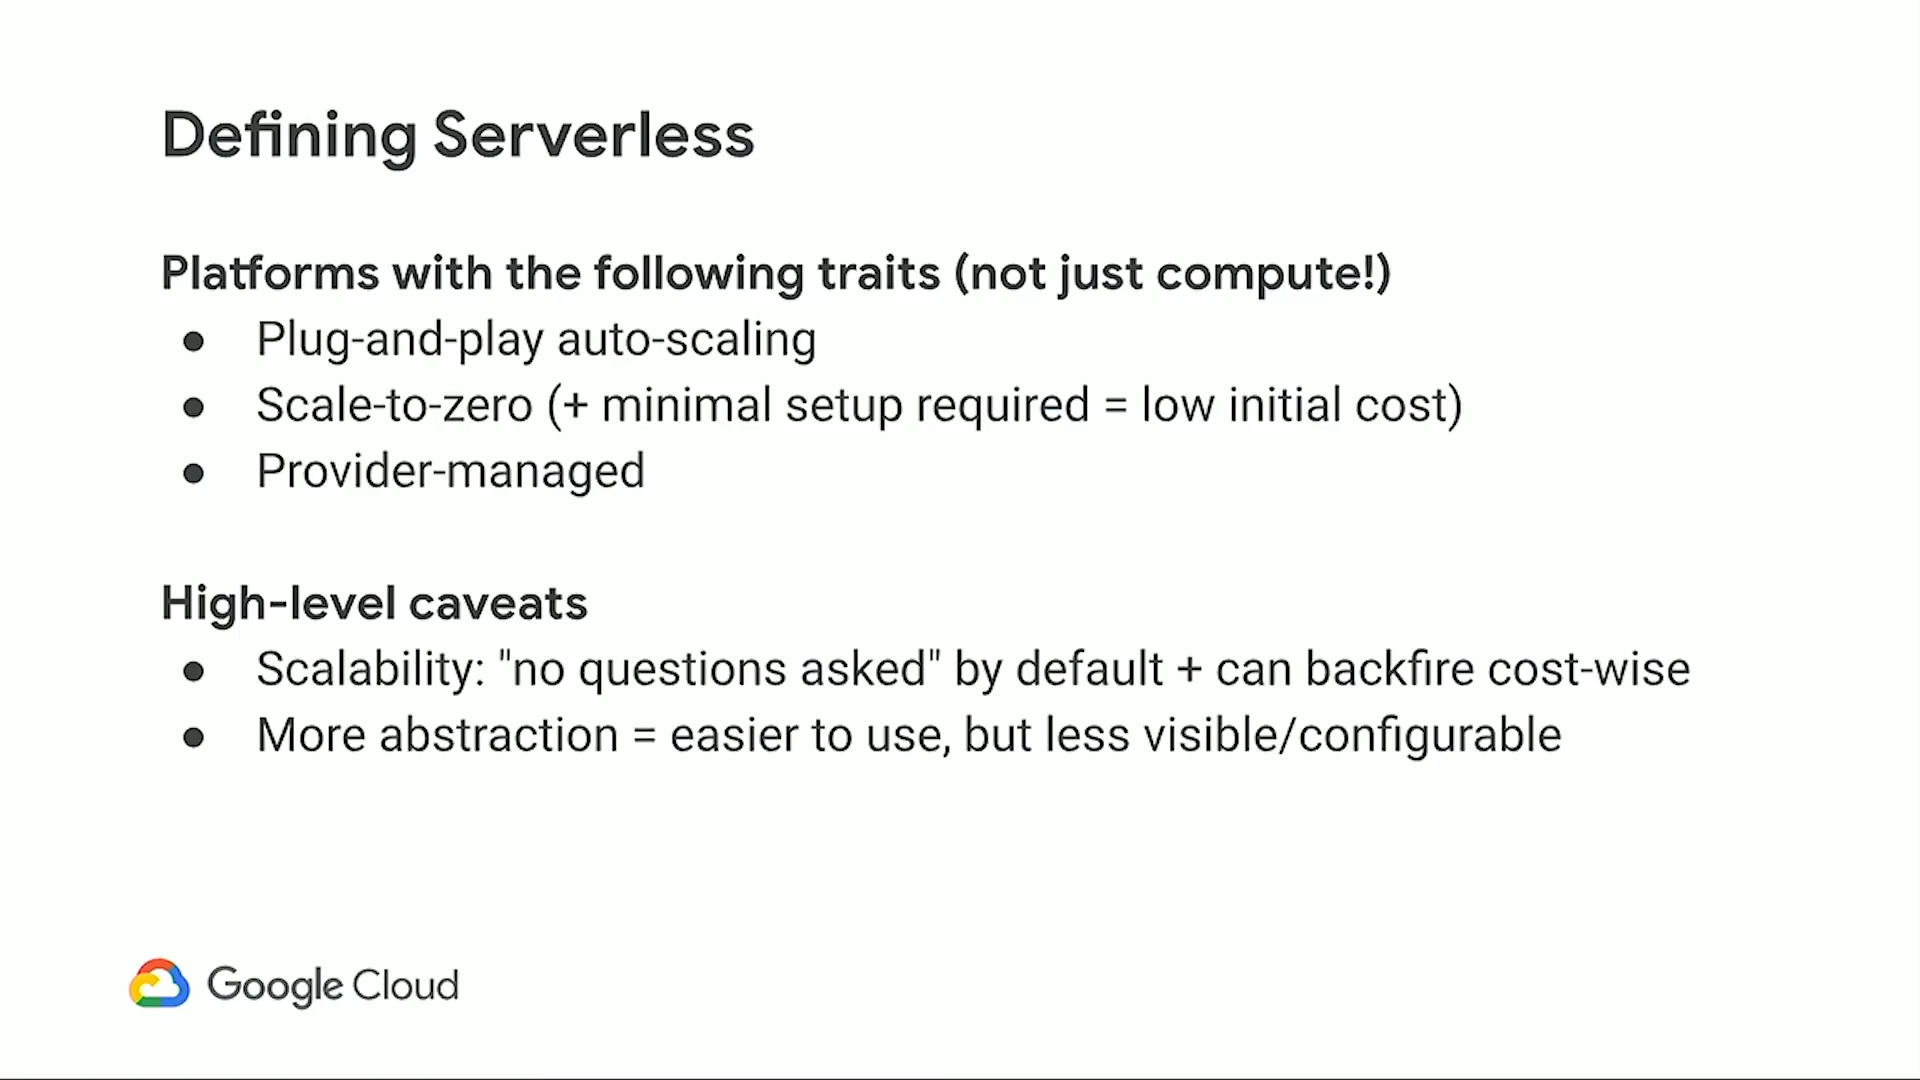 Defining Serverless
Platforms with the following traits (not just compute!)
● Plug-and-play auto-scaling
● Scale-to-zero (+ minimal setup required = low initial cost)
● Provider-managed
High-level caveats
● Scalability: "no questions asked" by default + can backfire cost-wise
● More abstraction = easier to use, but less visible/configurable
Google Cloud